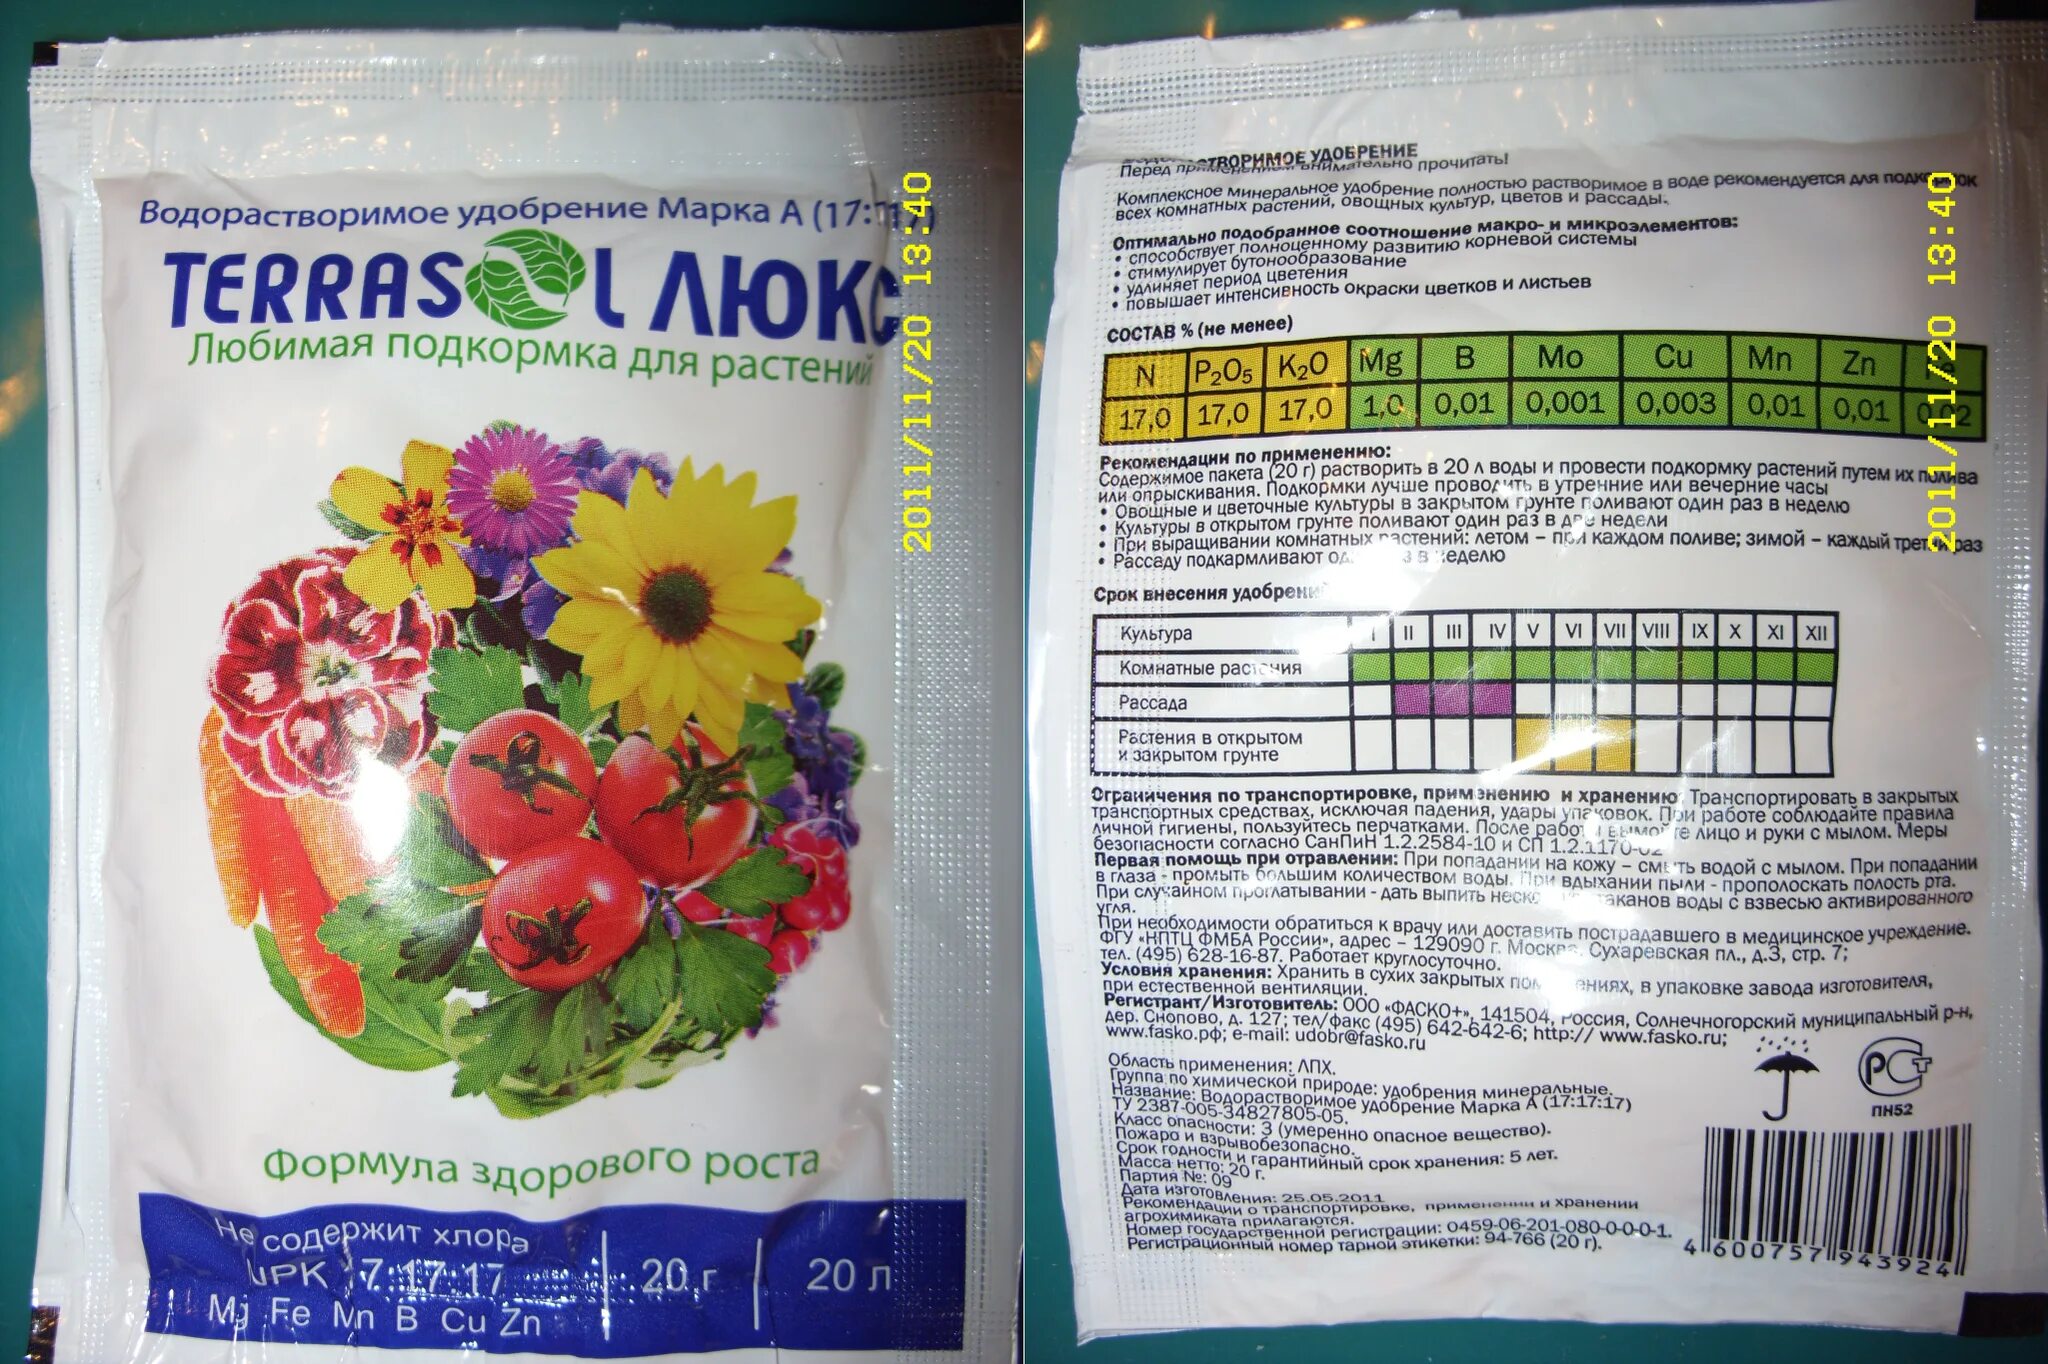 Водорастворимое удобрение Марка А (17:
TERRASOL ЛЮКС
Любимая подкормка для растений
Формула здорового роста
Не содержит хлора
NPK 17:17:17
20 г
20 л
Mg Fe Mn B Cu Zn
2011/11/20 13:40
УДОБРЕНИЕ
Перед применением внимательно прочитать!
Комплексное минеральное удобрение полностью растворимое в воде рекомендуется для подкормок
всех комнатных растений, овощных культур, цветов и рассады.
Оптимально подобранное соотношение макро- и микроэлементов:
• способствует полноценному развитию корневой системы
• стимулирует бутонообразование
• удлиняет период цветения
• повышает интенсивность окраски цветков и листьев
СОСТАВ % (не менее)
N P₂O₅ K₂O Mg B Mo Cu Mn Zn Fe
17,0 17,0 17,0 1,0 0,01 0,001 0,003 0,01 0,01 0,02
Рекомендации по применению:
Содержимое пакета (20 г) растворить в 20 л воды и провести подкормку растений путем их полива
или опрыскивания. Подкормки лучше проводить в утренние или вечерние часы
• Овощные и цветочные культуры в закрытом грунте поливают один раз в неделю
• Культуры в открытом грунте поливают один раз в две недели
• При выращивании комнатных растений: летом – при каждом поливе; зимой – каждый третий раз
• Рассаду подкармливают один раз в неделю
Срок внесения удобрений
Культура I II III IV V VI VII VIII IX X XI XII
Комнатные растения
Рассада
Растения в открытом
и закрытом грунте
Ограничения по транспортировке, применению и хранению: Транспортировать в закрытых
транспортных средствах, исключая падения, удары упаковок. При работе соблюдайте правила
личной гигиены, пользуйтесь перчатками. После работы вымойте лицо и руки с мылом. Меры
безопасности согласно СанПиН 1.2.2584-10 и СП 1.2.1170-02
Первая помощь при отравлении: При попадании на кожу – смыть водой с мылом. При попадании
в глаза - промыть большим количеством воды. При вдыхании пыли - прополоскать полость рта.
При случайном проглатывании - дать выпить несколько стаканов воды с взвесью активированного
угля.
При необходимости обратиться к врачу или доставить пострадавшего в медицинское учреждение.
ФГУ «НПТЦ ФМБА России», адрес – 129090 г. Москва, Сухаревская пл., д.3, стр. 7;
тел. (495) 628-16-87. Работает круглосуточно.
Условия хранения: Хранить в сухих закрытых помещениях, в упаковке завода изготовителя,
при естественной вентиляции.
Регистрант/Изготовитель: ООО «ФАСКО+», 141504, Россия, Солнечногорский муниципальный р-н,
дер. Снопово, д. 127; тел/факс (495) 642-642-6; http:// www.fasko.ru;
www.fasko.рф; e-mail: udobr@fasko.ru
Область применения: ЛПХ.
Группа по химической природе: удобрения минеральные.
Название: Водорастворимое удобрение Марка А (17:17:17)
ТУ 2387-005-34827805-05.
Класс опасности: 3 (умеренно опасное вещество).
Пожаро и взрывобезопасно.
Срок годности и гарантийный срок хранения: 5 лет.
Масса нетто: 20 г.
Партия №: 09
Дата изготовления: 25.05.2011
Рекомендации о транспортировке, применении и хранении
агрохимиката прилагаются.
Номер государственной регистрации: 0459-06-201-080-0-0-0-1.
Регистрационный номер тарной этикетки: 94-766 (20 г).
РСТ
ПН52
4 600757 943924
2011/11/20 13:40